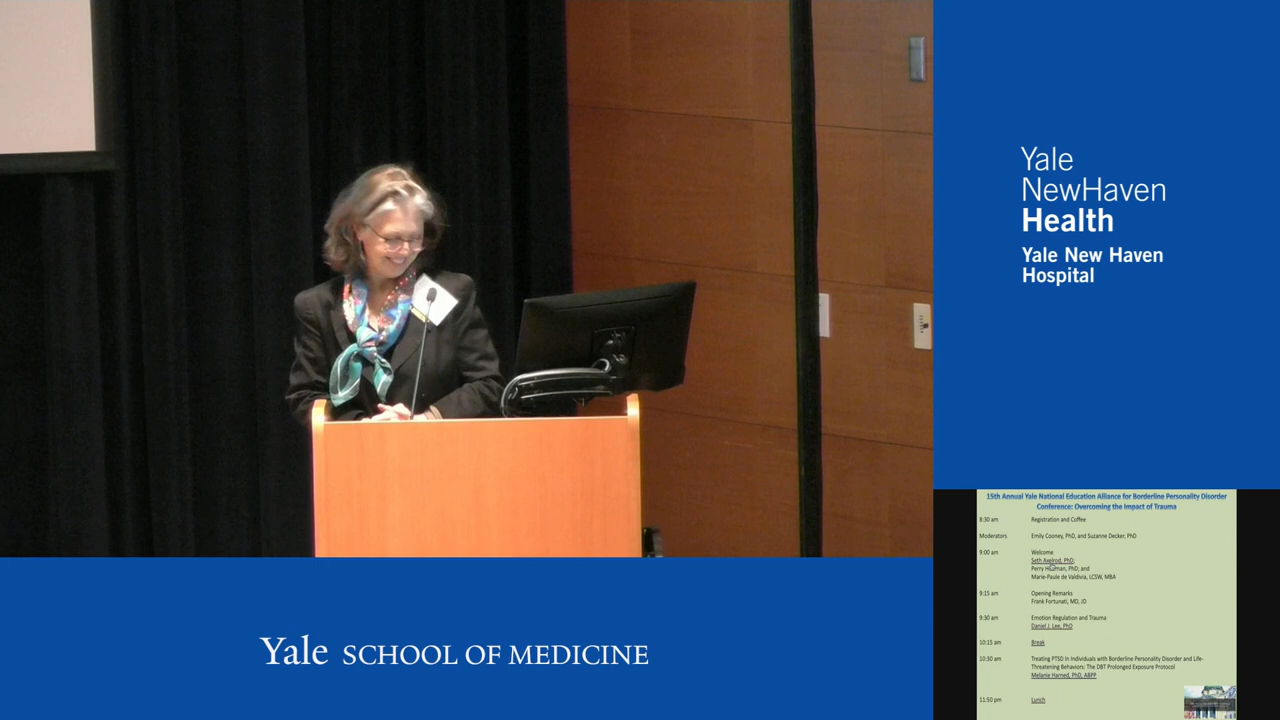 Yale
NewHaven
Health
Yale New Haven
Hospital
Yale SCHOOL OF MEDICINE
15th Annual Yale National Education Alliance for Borderline Personality Disorder
Conference: Overcoming the Impact of Trauma
8:30 am Registration and Coffee
Moderators Emily Cooney, PhD, and Suzanne Decker, PhD
9:00 am Welcome
Seth Axelrod, PhD;
Perry PhD; and
Marie-Paule de Valdivia, LCSW, MBA
9:15 am Opening Remarks
Frank Fortunati, MD, JD
9:30 am Emotion Regulation and Trauma
Daniel J. Lee, PhD
10:15 am Break
10:30 am Treating PTSD in Individuals with Borderline Personality Disorder and Life-
Threatening Behaviors: The DBT Prolonged Exposure Protocol
Melanie Harned, PhD, ABPP
11:50 pm Lunch